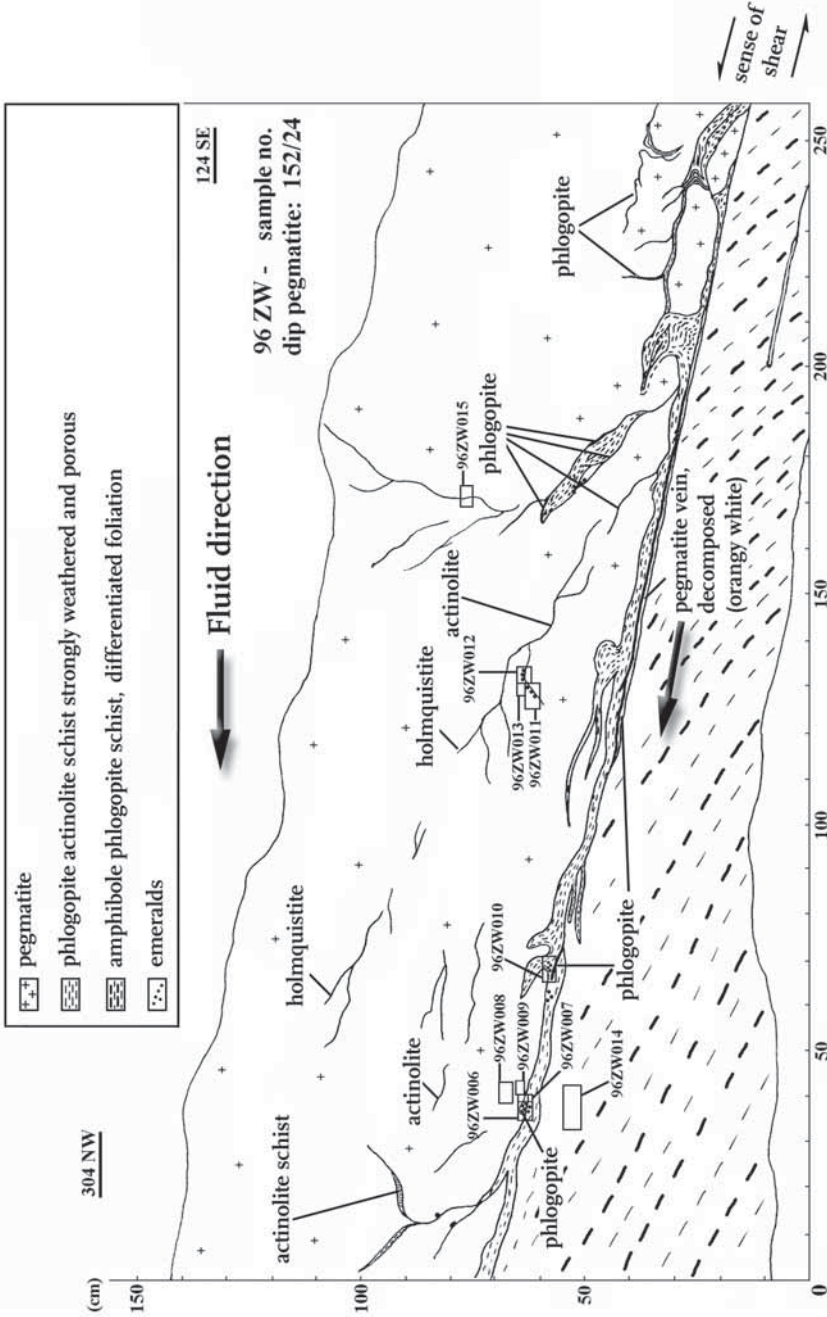 pegmatite
phlogopite actinolite schist strongly weathered and porous
amphibole phlogopite schist, differentiated foliation
emeralds
(cm)
304 NW
124 SE
Fluid direction
96 ZW - sample no.
dip pegmatite: 152/24
150
100
50
0
actinolite schist
holmquistite
actinolite
96ZW006
96ZW008
96ZW009
96ZW007
96ZW014
96ZW010
phlogopite
phlogopite
holmquistite
96ZW013
96ZW011
96ZW012
actinolite
96ZW015
phlogopite
phlogopite
pegmatite vein,
decomposed
(orangy white)
sense of
shear
50
100
150
200
250